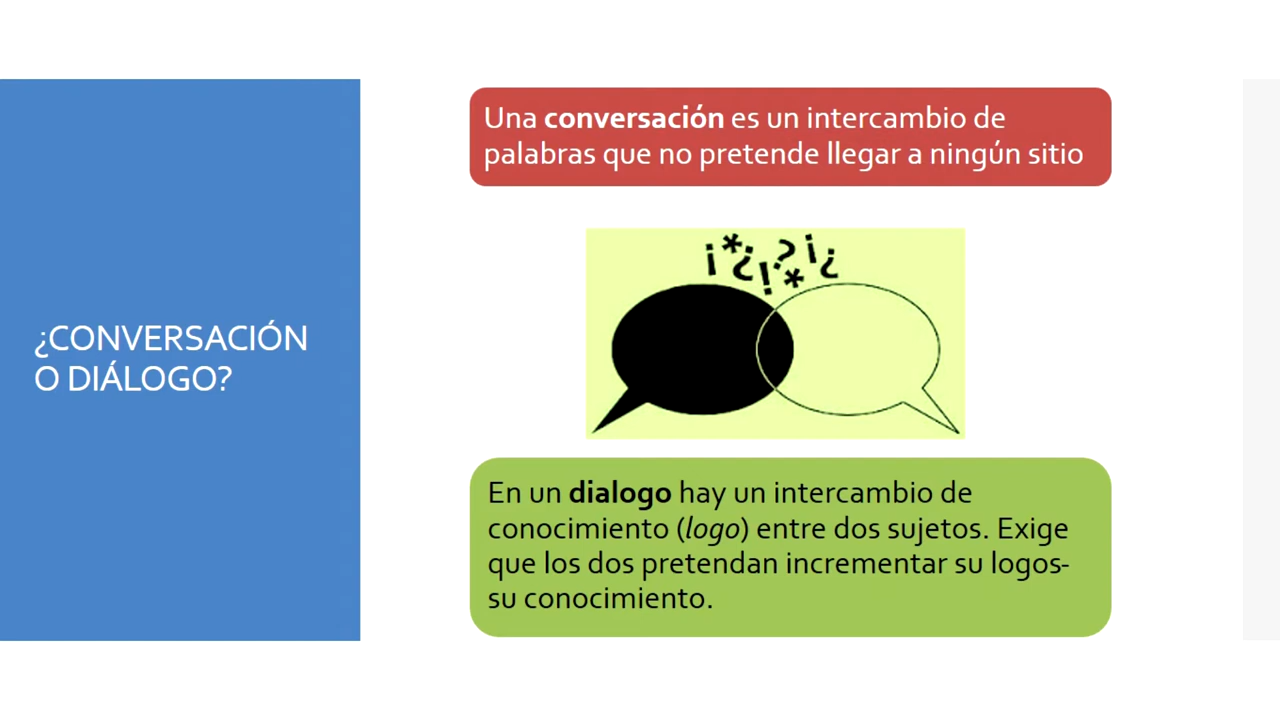 ¿CONVERSACIÓN
O DIÁLOGO?
Una conversación es un intercambio de
palabras que no pretende llegar a ningún sitio
¡*¿!?*¡¿
En un dialogo hay un intercambio de
conocimiento (logo) entre dos sujetos. Exige
que los dos pretendan incrementar su logos-
su conocimiento.